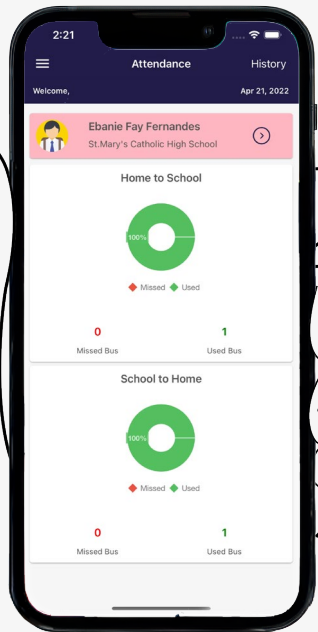 2:21
Attendance
History
Welcome,
Apr 21, 2022
Ebanie Fay Fernandes
St.Mary's Catholic High School
Home to School
100%
Missed Used
0 1
Missed Bus Used Bus
School to Home
100%
Missed Used
0 1
Missed Bus Used Bus